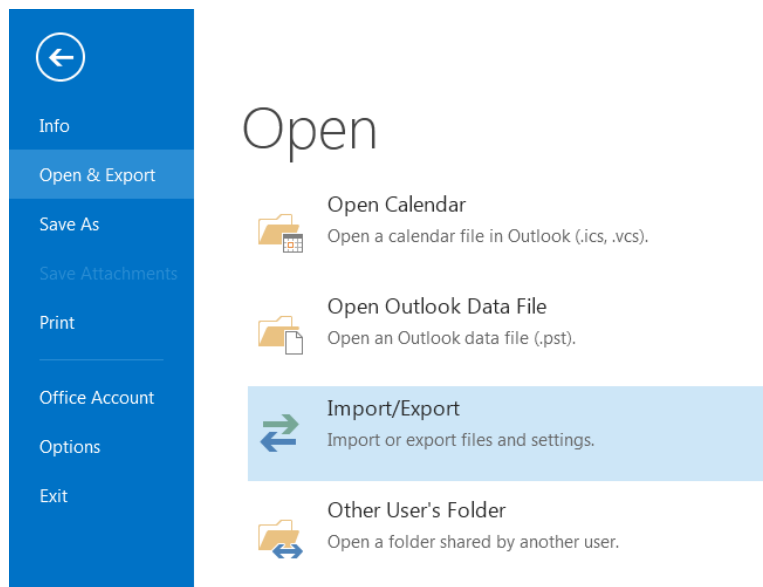 Info
Open & Export
Save As
Save Attachments
Print
Office Account
Options
Exit
Open
Open Calendar
Open a calendar file in Outlook (.ics, .vcs).
Open Outlook Data File
Open an Outlook data file (.pst).
Import/Export
Import or export files and settings.
Other User's Folder
Open a folder shared by another user.